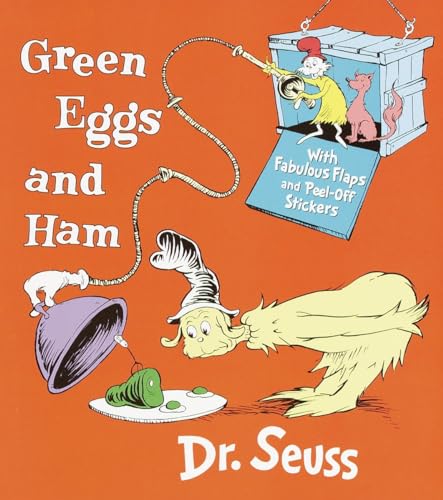 Green
Eggs
and
Ham
With
Fabulous Flaps
and Peel-Off
Stickers
Dr. Seuss